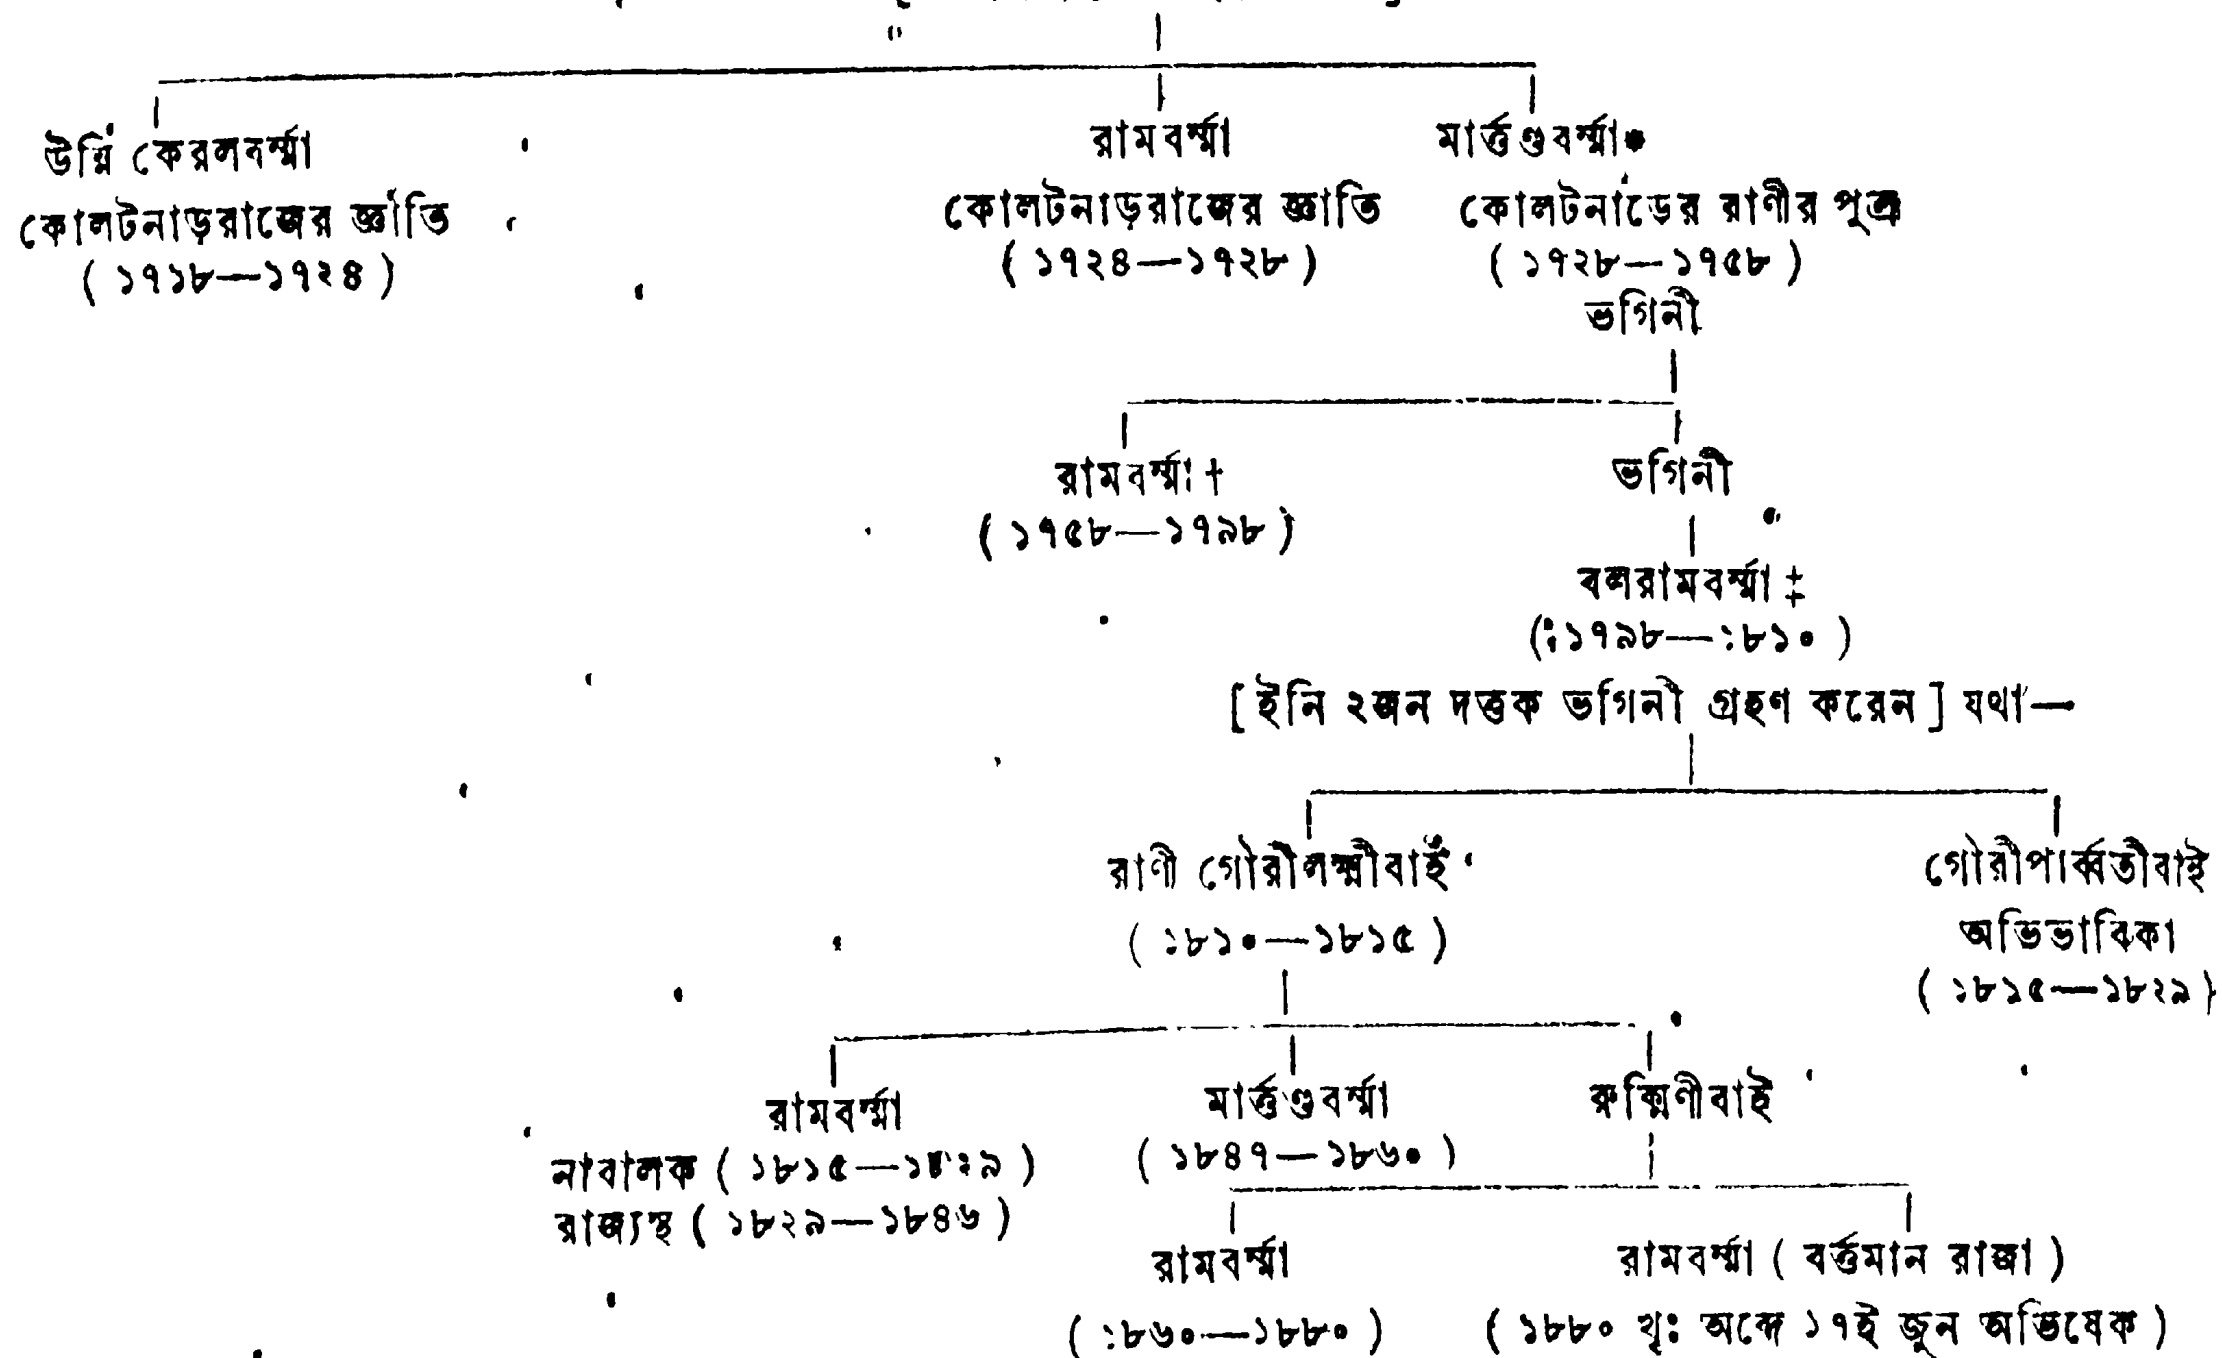 উন্নি কেরলবর্ম্মা
কোলটনাড়রাজের জ্ঞাতি
( ১৭১৮—১৭২৪ )
রামবর্ম্মা
কোলটনাড়রাজের জ্ঞাতি
( ১৭২৪—১৭২৮ )
মার্ত্তণ্ডবর্ম্মা*
কোলটনাড়ের রাণীর পুত্র
( ১৭২৮—১৭৫৮ )
ভগিনী
রামবর্ম্মা †
( ১৭৫৮—১৭৯৮ )
ভগিনী
বলরামবর্ম্মা ‡
( ১৭৯৮—১৮১০ )
[ ইনি ২জন দত্তক ভগিনী গ্রহণ করেন ] যথা—
রাণী গৌরীলক্ষ্মীবাই
( ১৮১০—১৮১৫ )
গৌরীপার্ব্বতীবাই
অভিভাবিকা
( ১৮১৫—১৮২৯ )
রামবর্ম্মা
নাবালক ( ১৮১৫—১৮২৯ )
রাজ্যস্থ ( ১৮২৯—১৮৪৬ )
মার্ত্তণ্ডবর্ম্মা
( ১৮৪৭—১৮৬০ )
রুক্মিণীবাই
রামবর্ম্মা
( ১৮৬০—১৮৮০ )
রামবর্ম্মা ( বর্ত্তমান রাজা )
( ১৮৮০ খৃঃ অব্দে ১৭ই জুন অভিষেক )